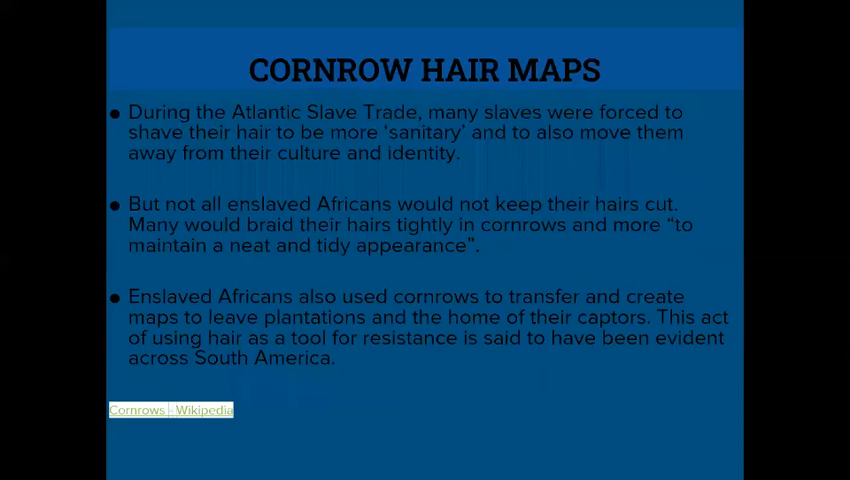 CORNROW HAIR MAPS
● During the Atlantic Slave Trade, many slaves were forced to
shave their hair to be more ‘sanitary’ and to also move them
away from their culture and identity.
● But not all enslaved Africans would not keep their hairs cut.
Many would braid their hairs tightly in cornrows and more “to
maintain a neat and tidy appearance”.
● Enslaved Africans also used cornrows to transfer and create
maps to leave plantations and the home of their captors. This act
of using hair as a tool for resistance is said to have been evident
across South America.
Cornrows - Wikipedia